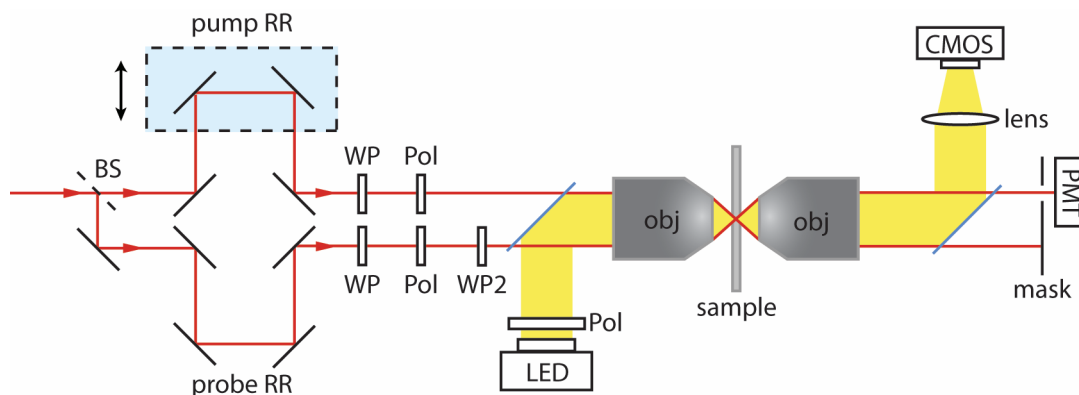 pump RR
CMOS
lens
BS
WP
Pol
PMT
obj
obj
WP
Pol
WP2
sample
mask
Pol
LED
probe RR